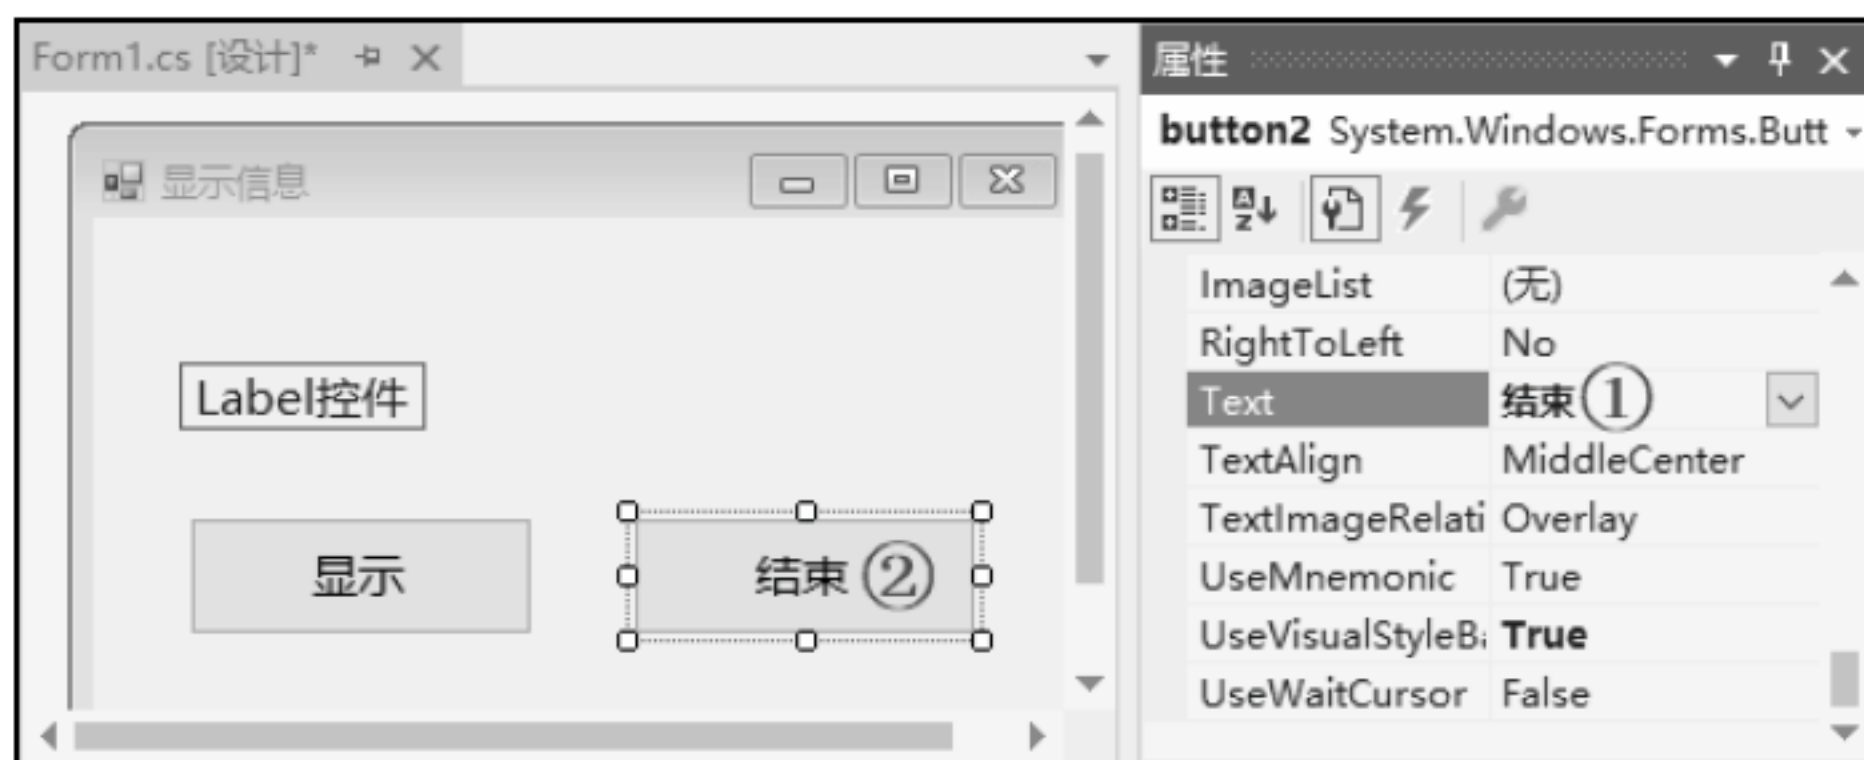 Form1.cs [设计]*
显示信息
Label控件
显示
结束 ②
属性
button2 System.Windows.Forms.Butt
ImageList (无)
RightToLeft No
Text 结束 ①
TextAlign MiddleCenter
TextImageRelati Overlay
UseMnemonic True
UseVisualStyleBa True
UseWaitCursor False